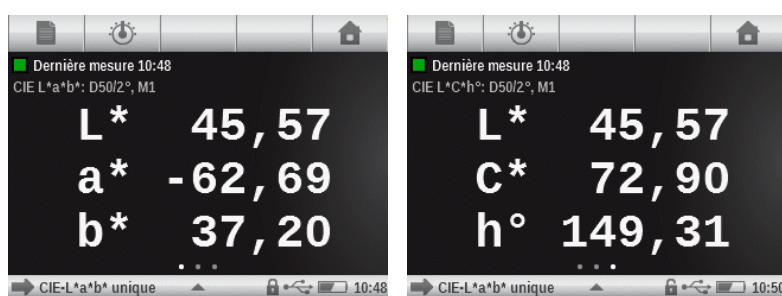 Dernière mesure 10:48
CIE L*a*b*: D50/2°, M1
L* 45,57
a* -62,69
b* 37,20
CIE-L*a*b* unique 10:48
Dernière mesure 10:48
CIE L*C*h°: D50/2°, M1
L* 45,57
C* 72,90
h° 149,31
CIE-L*a*b* unique 10:50